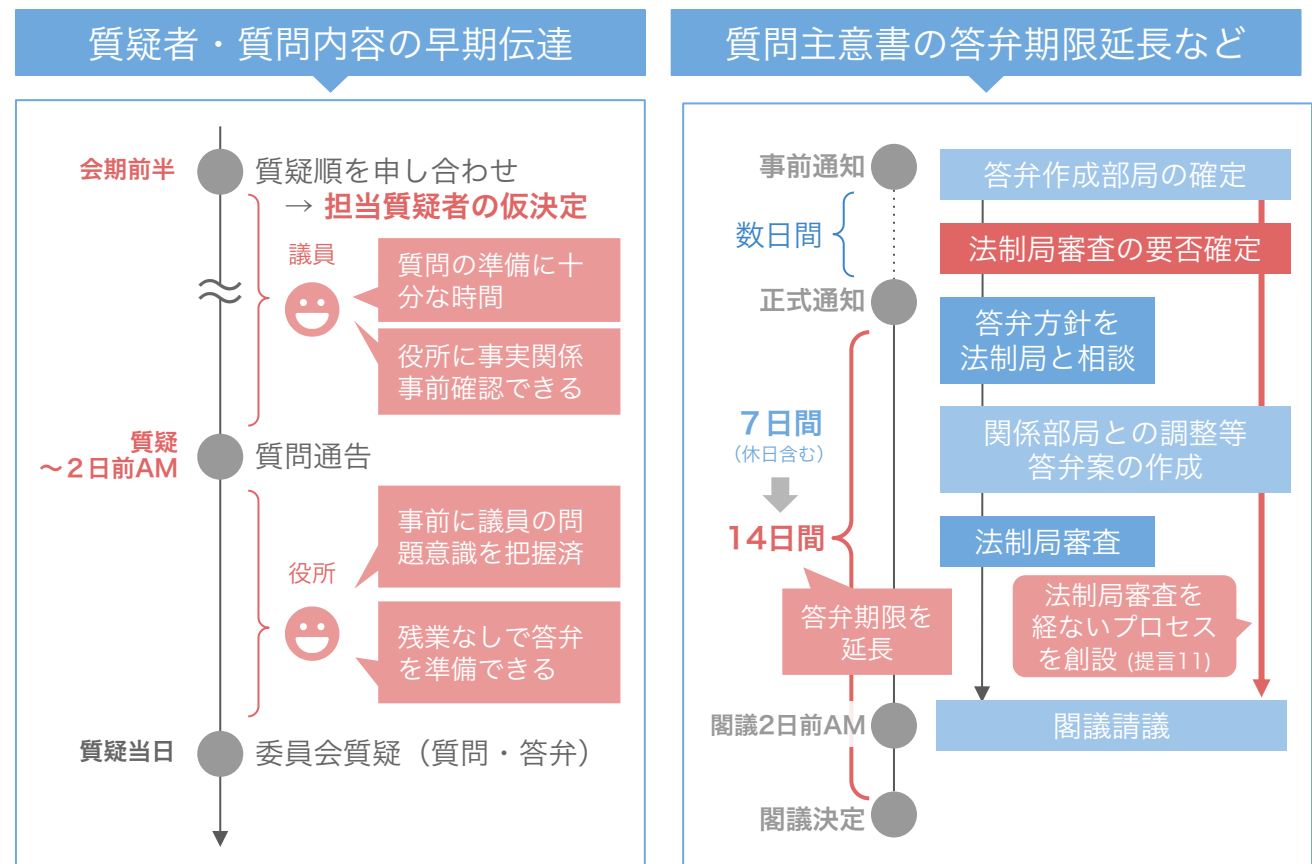 質疑者・質問内容の早期伝達
会期前半
質疑順を申し合わせ
→ 担当質疑者の仮決定
議員
質問の準備に十
分な時間
役所に事実関係
事前確認できる
質疑
～２日前AM
質問通告
事前に議員の問
題意識を把握済
役所
残業なしで答弁
を準備できる
質疑当日
委員会質疑（質問・答弁）
質問主意書の答弁期限延長など
事前通知
数日間
正式通知
７日間
（休日含む）
14日間
答弁期限を
延長
閣議2日前AM
閣議決定
答弁作成部局の確定
法制局審査の要否確定
答弁方針を
法制局と相談
関係部局との調整等
答弁案の作成
法制局審査
法制局審査を
経ないプロセス
を創設 (提言11)
閣議請議